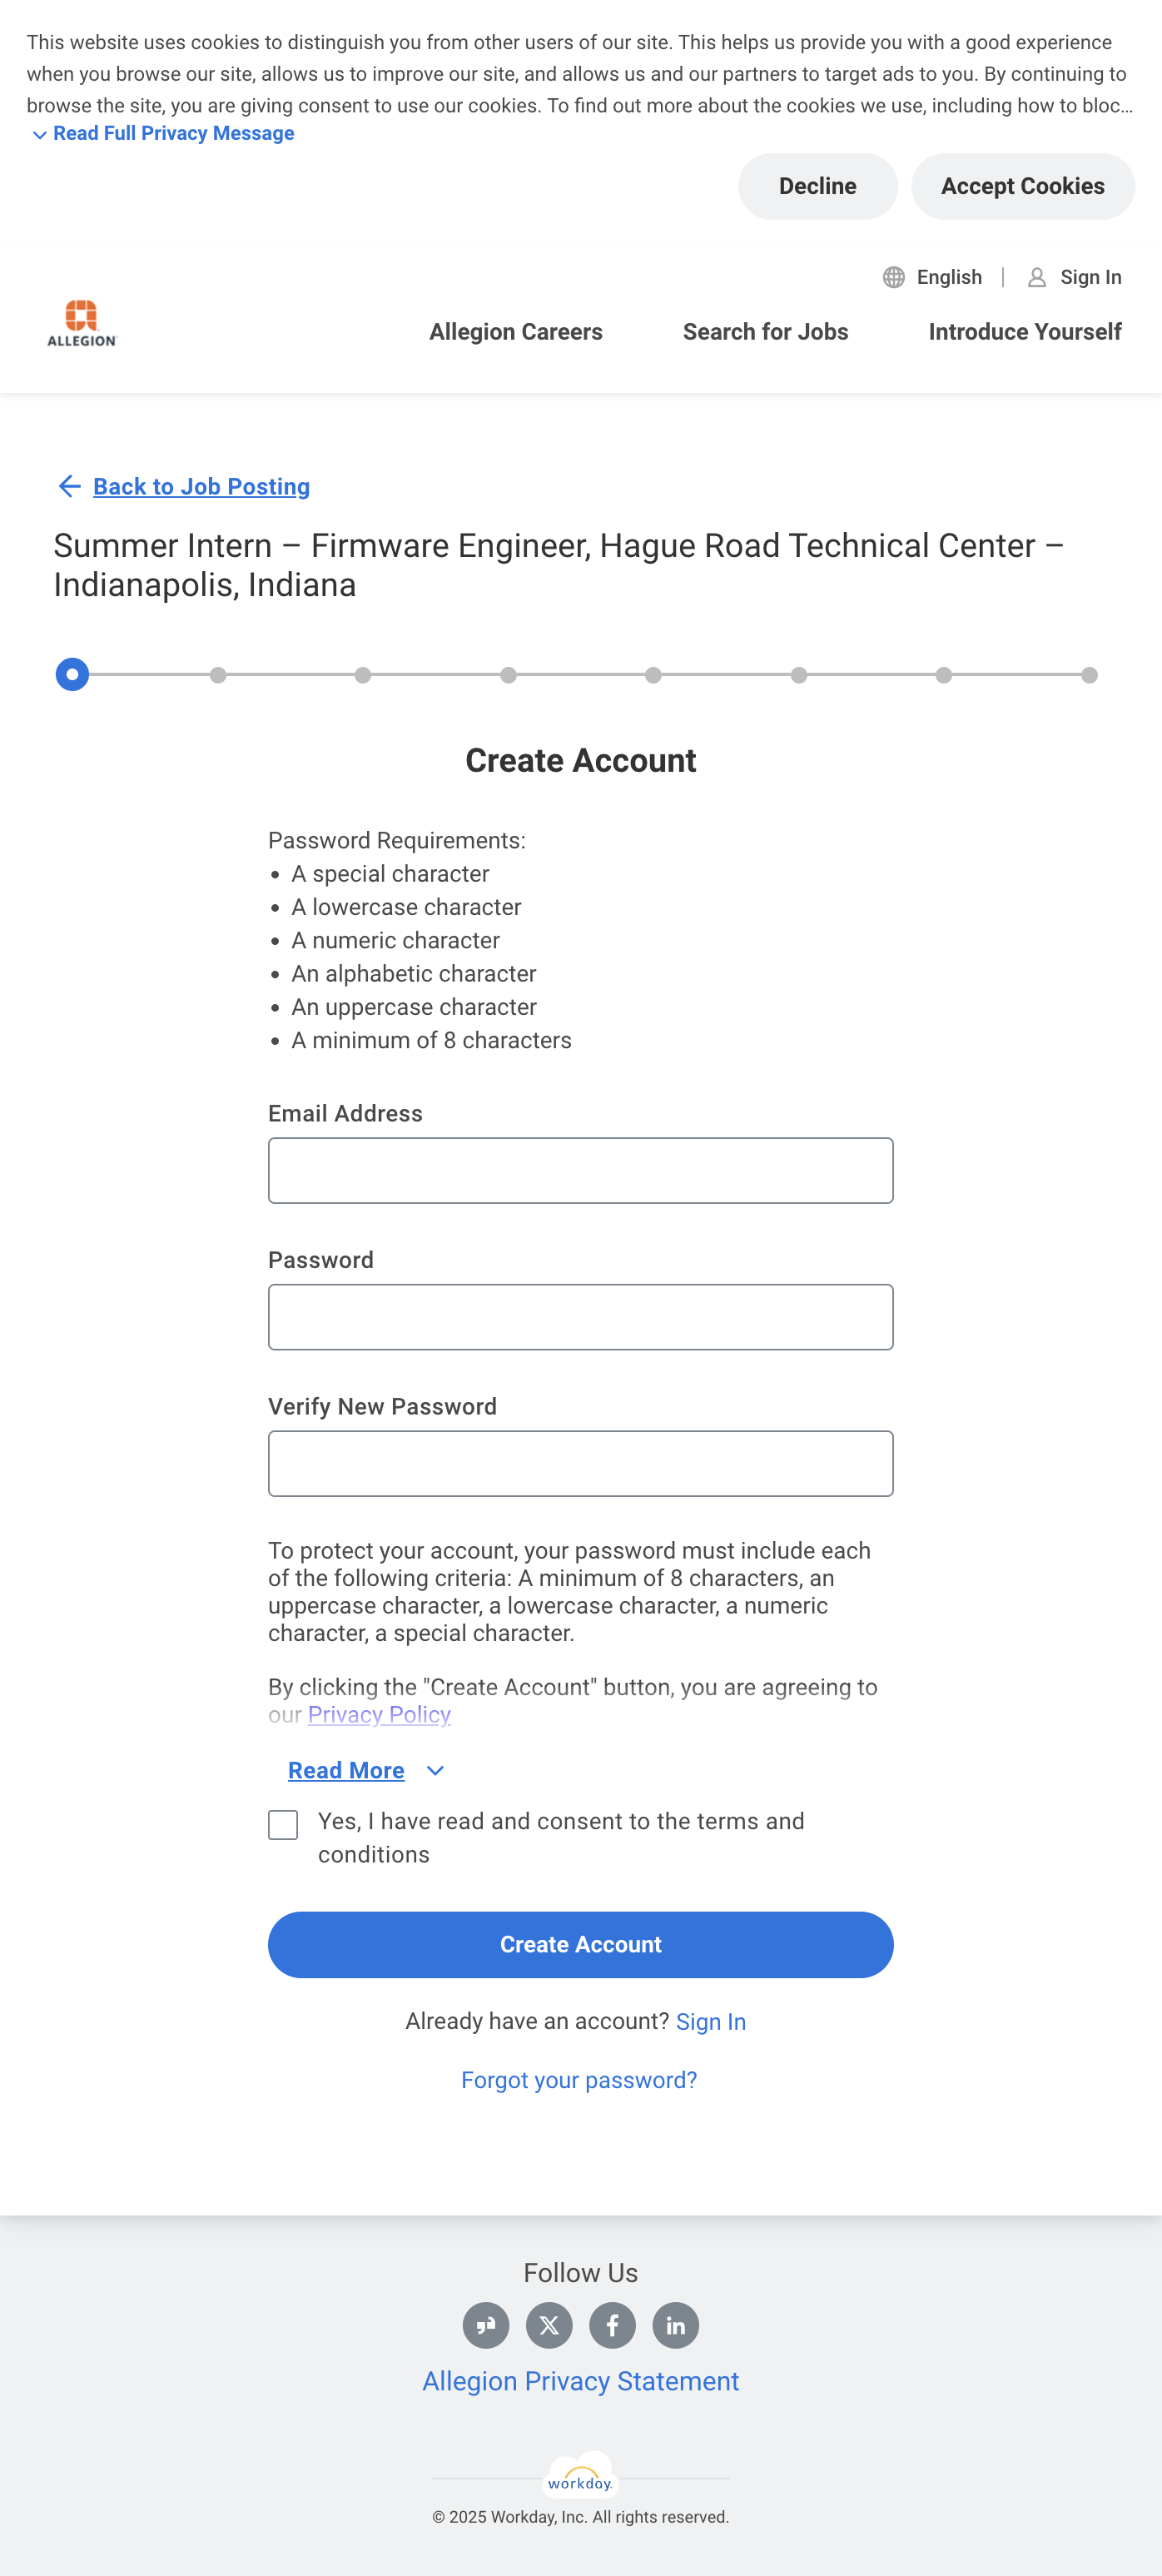 This website uses cookies to distinguish you from other users of our site. This helps us provide you with a good experience
when you browse our site, allows us to improve our site, and allows us and our partners to target ads to you. By continuing to
browse the site, you are giving consent to use our cookies. To find out more about the cookies we use, including how to bloc...
Read Full Privacy Message
Decline
Accept Cookies
English
Sign In
ALLEGION
Allegion Careers
Search for Jobs
Introduce Yourself
Back to Job Posting
Summer Intern – Firmware Engineer, Hague Road Technical Center –
Indianapolis, Indiana
Create Account
Password Requirements:
• A special character
• A lowercase character
• A numeric character
• An alphabetic character
• An uppercase character
• A minimum of 8 characters
Email Address
Password
Verify New Password
To protect your account, your password must include each
of the following criteria: A minimum of 8 characters, an
uppercase character, a lowercase character, a numeric
character, a special character.
By clicking the "Create Account" button, you are agreeing to
our Privacy Policy
Read More
Yes, I have read and consent to the terms and
conditions
Create Account
Already have an account? Sign In
Forgot your password?
Follow Us
Allegion Privacy Statement
workday.
© 2025 Workday, Inc. All rights reserved.